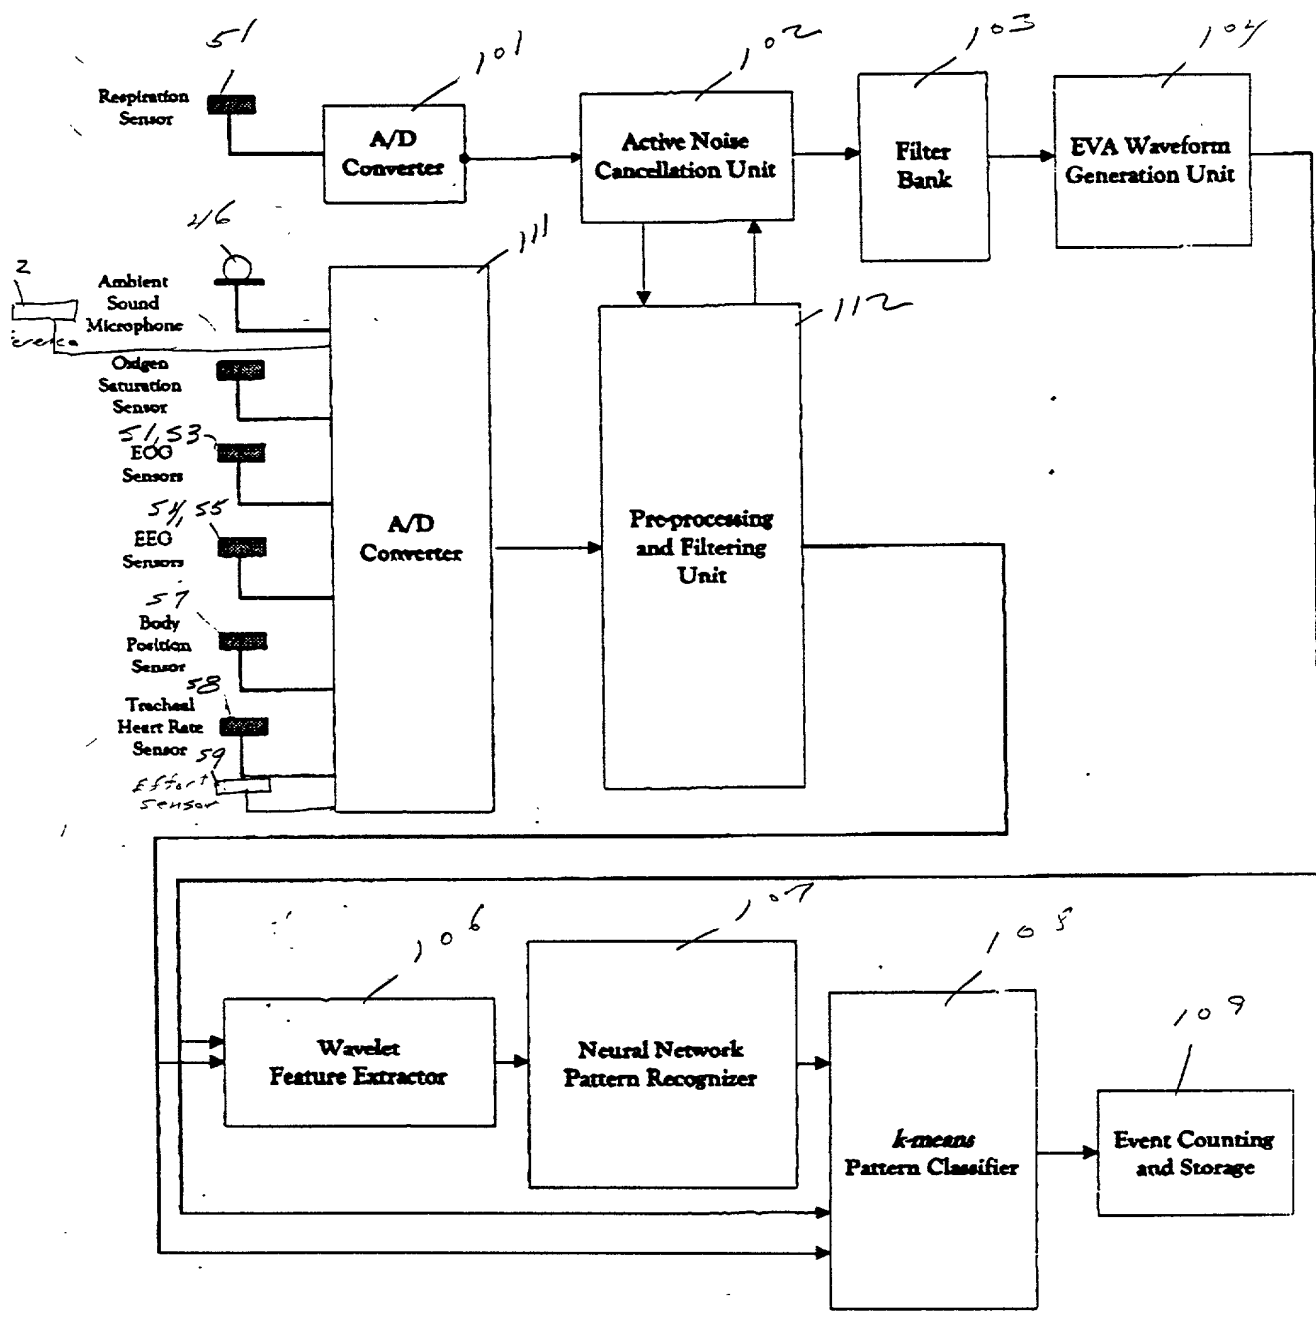 51
101
102
103
104
Respiration
Sensor
A/D
Converter
Active Noise
Cancellation Unit
Filter
Bank
EVA Waveform
Generation Unit
46
111
2
Ambient
Sound
Microphone
112
Oxigen
Saturation
Sensor
51, 53
EOG
Sensors
54, 55
EEG
Sensors
A/D
Converter
Pre-processing
and Filtering
Unit
57
Body
Position
Sensor
58
Tracheal
Heart Rate
Sensor
59
Effort
sensor
106
107
108
109
Wavelet
Feature Extractor
Neural Network
Pattern Recognizer
k-means
Pattern Classifier
Event Counting
and Storage